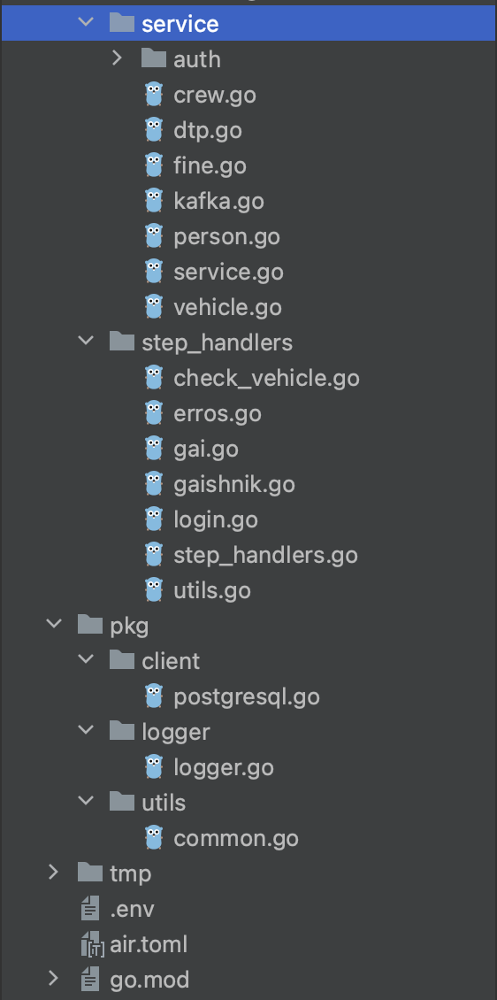 service
auth
crew.go
dtp.go
fine.go
kafka.go
person.go
service.go
vehicle.go
step_handlers
check_vehicle.go
erros.go
gai.go
gaishnik.go
login.go
step_handlers.go
utils.go
pkg
client
postgresql.go
logger
logger.go
utils
common.go
tmp
.env
air.toml
go.mod